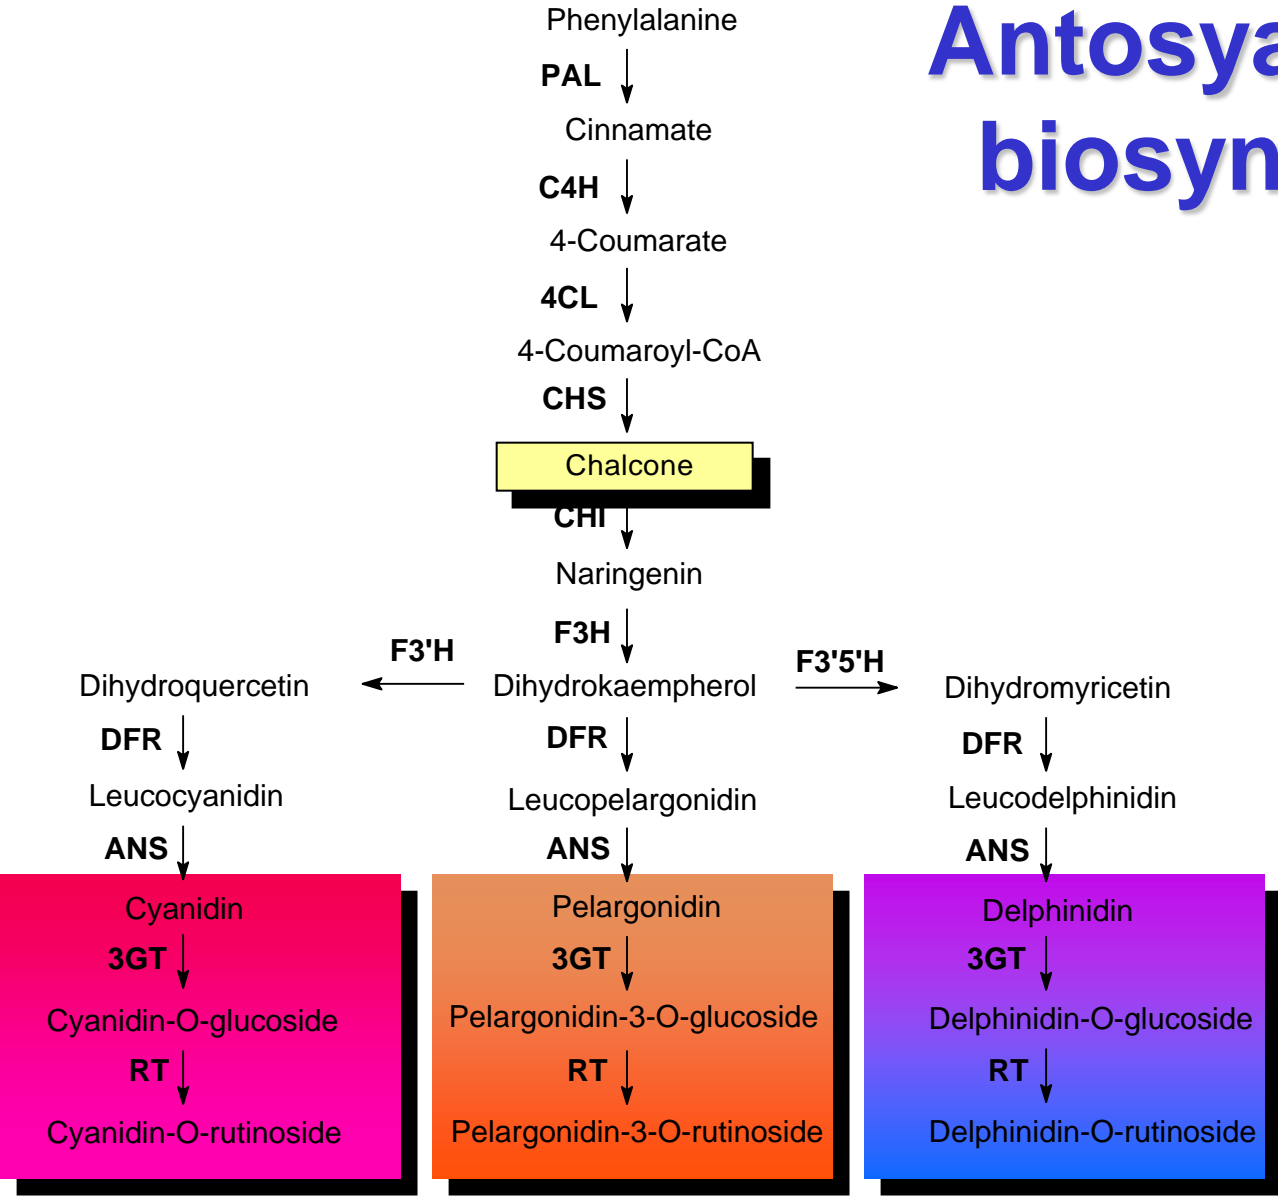 Phenylalanine
Antosya
biosyn
PAL
Cinnamate
C4H
4-Coumarate
4CL
4-Coumaroyl-CoA
CHS
Chalcone
CHI
Naringenin
F3H
F3'H
F3'5'H
Dihydroquercetin
Dihydrokaempherol
Dihydromyricetin
DFR
DFR
DFR
Leucocyanidin
Leucopelargonidin
Leucodelphinidin
ANS
ANS
ANS
Cyanidin
Pelargonidin
Delphinidin
3GT
3GT
3GT
Cyanidin-O-glucoside
Pelargonidin-3-O-glucoside
Delphinidin-O-glucoside
RT
RT
RT
Cyanidin-O-rutinoside
Pelargonidin-3-O-rutinoside
Delphinidin-O-rutinoside